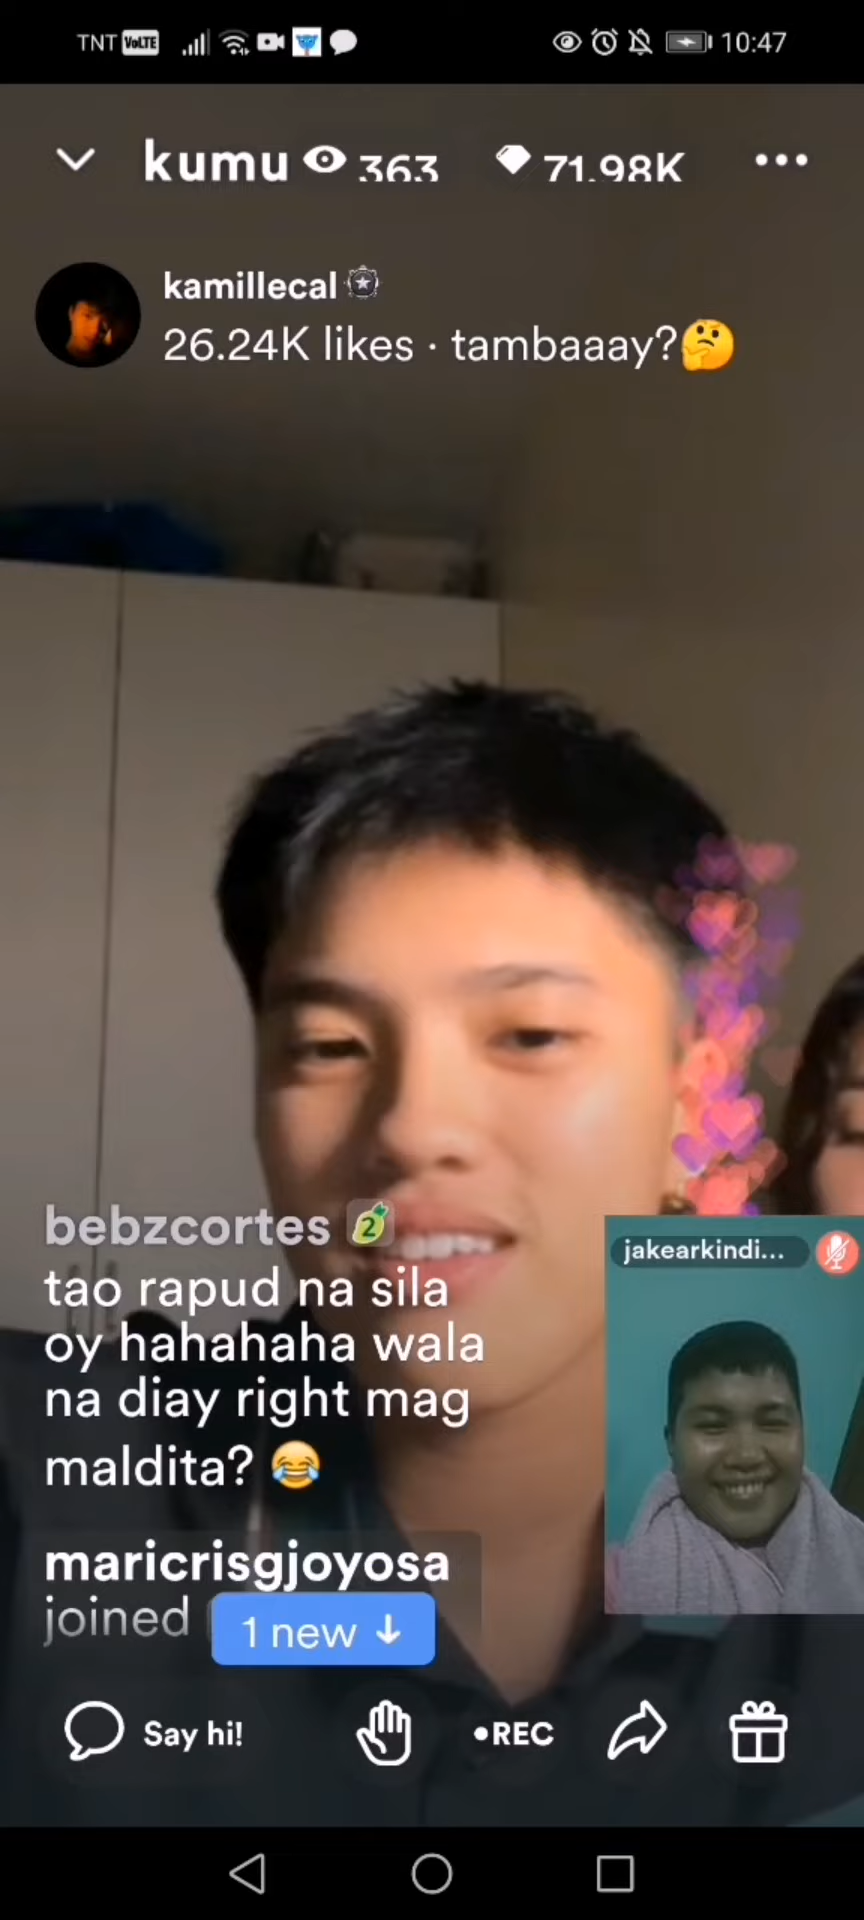 TNT VoLTE 10:47
kumu 363 71.98K
kamillecal
26.24K likes · tambaaay?🤔
bebzcortes 2
tao rapud na sila
oy hahahaha wala
na diay right mag
maldita? 😂
jakearkindi...
maricrisgjoyosa
joined
1 new ↓
Say hi! •REC